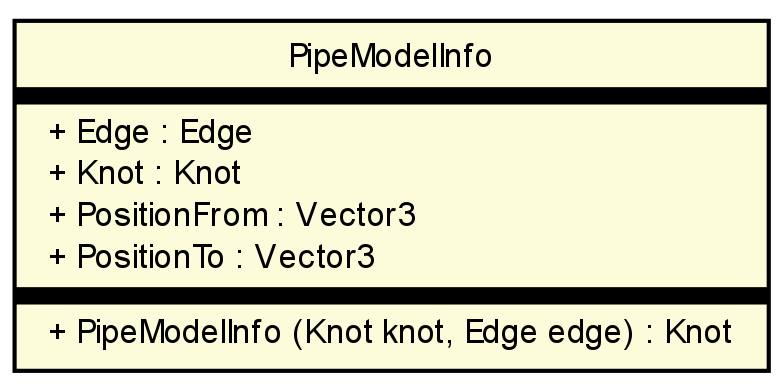 PipeModelInfo
+ Edge : Edge
+ Knot : Knot
+ PositionFrom : Vector3
+ PositionTo : Vector3
+ PipeModelInfo (Knot knot, Edge edge) : Knot